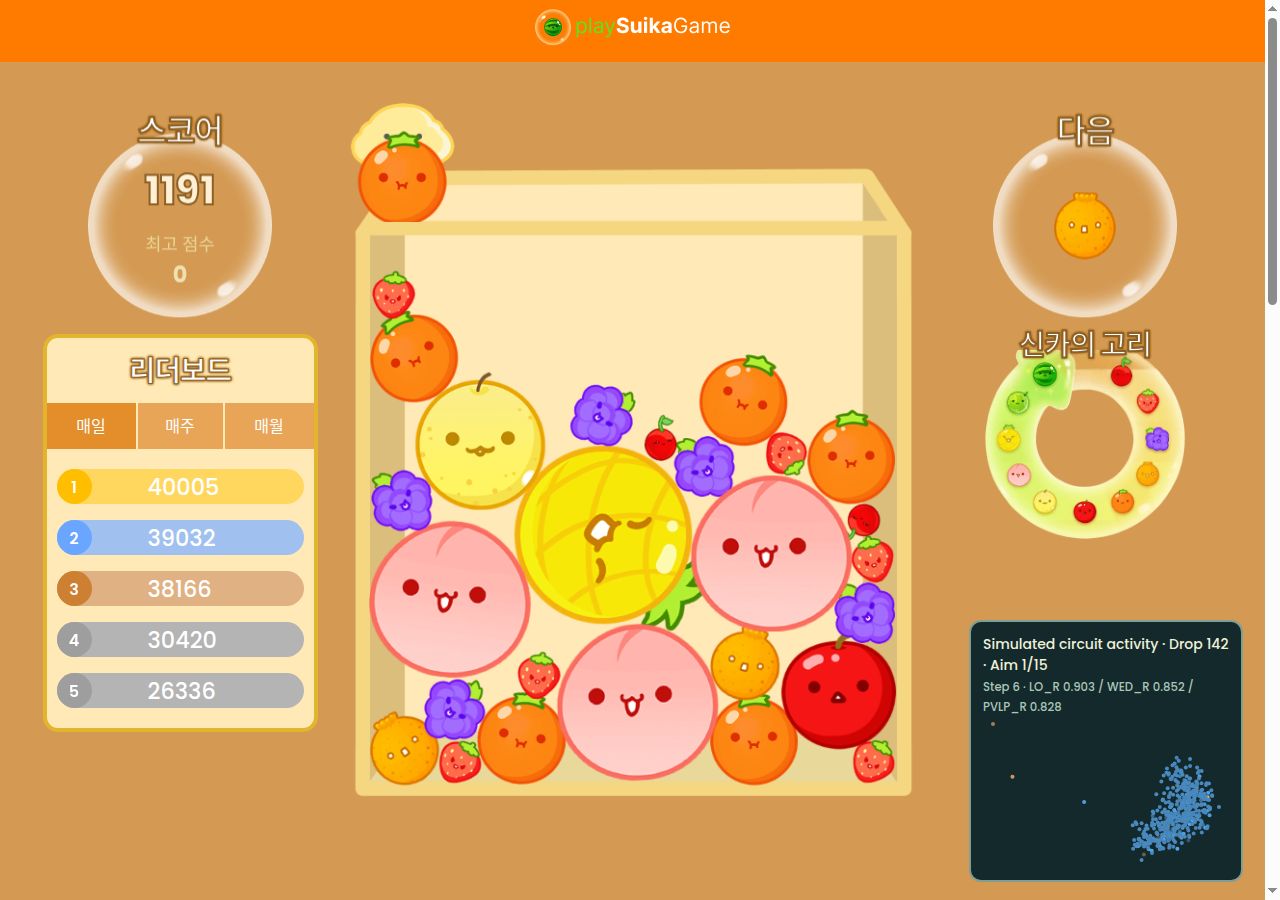 playSuikaGame
스코어
1191
최고 점수
0
다음
신카의 고리
리더보드
매일 매주 매월
1 40005
2 39032
3 38166
4 30420
5 26336
Simulated circuit activity · Drop 142
· Aim 1/15
Step 6 · LO_R 0.903 / WED_R 0.852 /
PVLP_R 0.828